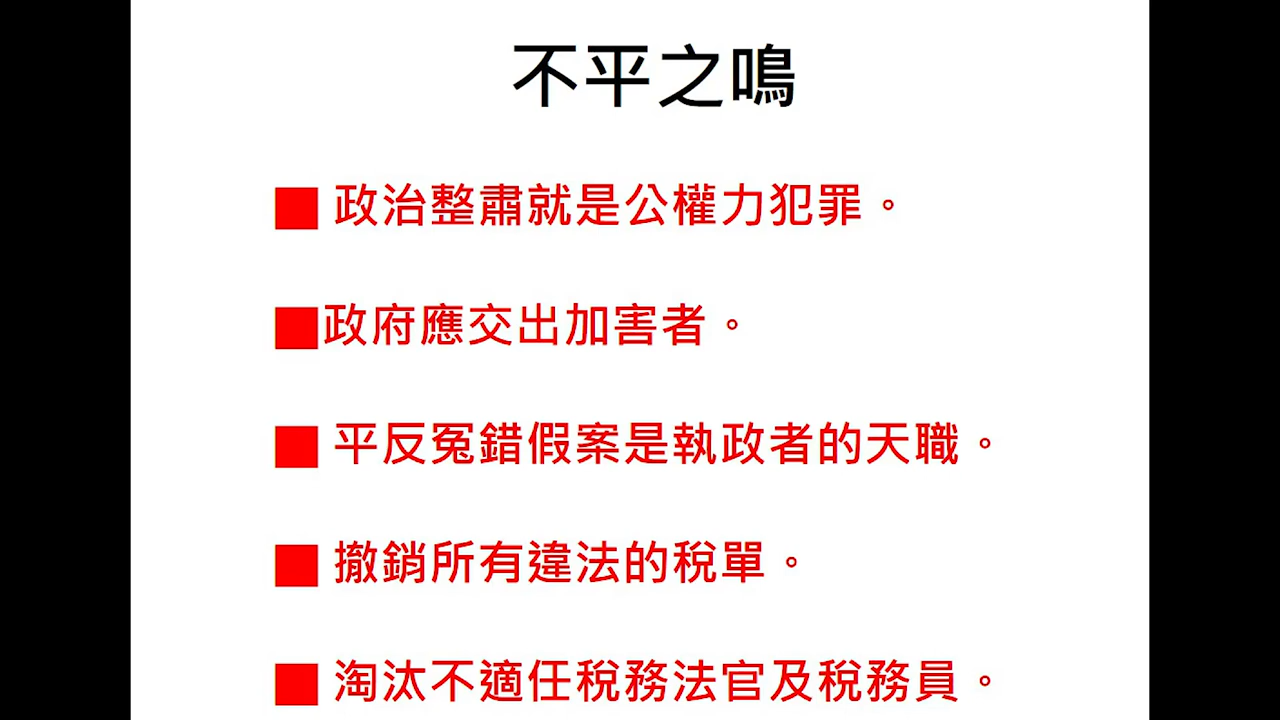 不平之鳴
■ 政治整肅就是公權力犯罪。
■政府應交出加害者。
■ 平反冤錯假案是執政者的天職。
■ 撤銷所有違法的稅單。
■ 淘汰不適任稅務法官及稅務員。